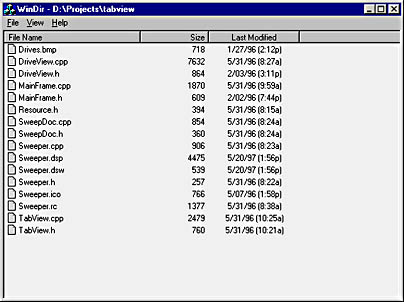 WinDir - D:\Projects\tabview
File View Help
File Name Size Last Modified
Drives.bmp 718 1/27/96 (2:12p)
DriveView.cpp 7632 5/31/96 (8:27a)
DriveView.h 864 2/03/96 (3:11p)
MainFrame.cpp 1870 5/31/96 (9:59a)
MainFrame.h 609 2/02/96 (7:44p)
Resource.h 394 5/31/96 (8:15a)
SweepDoc.cpp 854 5/31/96 (8:24a)
SweepDoc.h 360 5/31/96 (8:24a)
Sweeper.cpp 906 5/31/96 (8:23a)
Sweeper.dsp 4475 5/20/97 (1:56p)
Sweeper.dsw 539 5/20/97 (1:56p)
Sweeper.h 257 5/31/96 (8:22a)
Sweeper.ico 766 5/07/96 (1:58p)
Sweeper.rc 1377 5/31/96 (8:38a)
TabView.cpp 2479 5/31/96 (10:25a)
TabView.h 760 5/31/96 (10:21a)